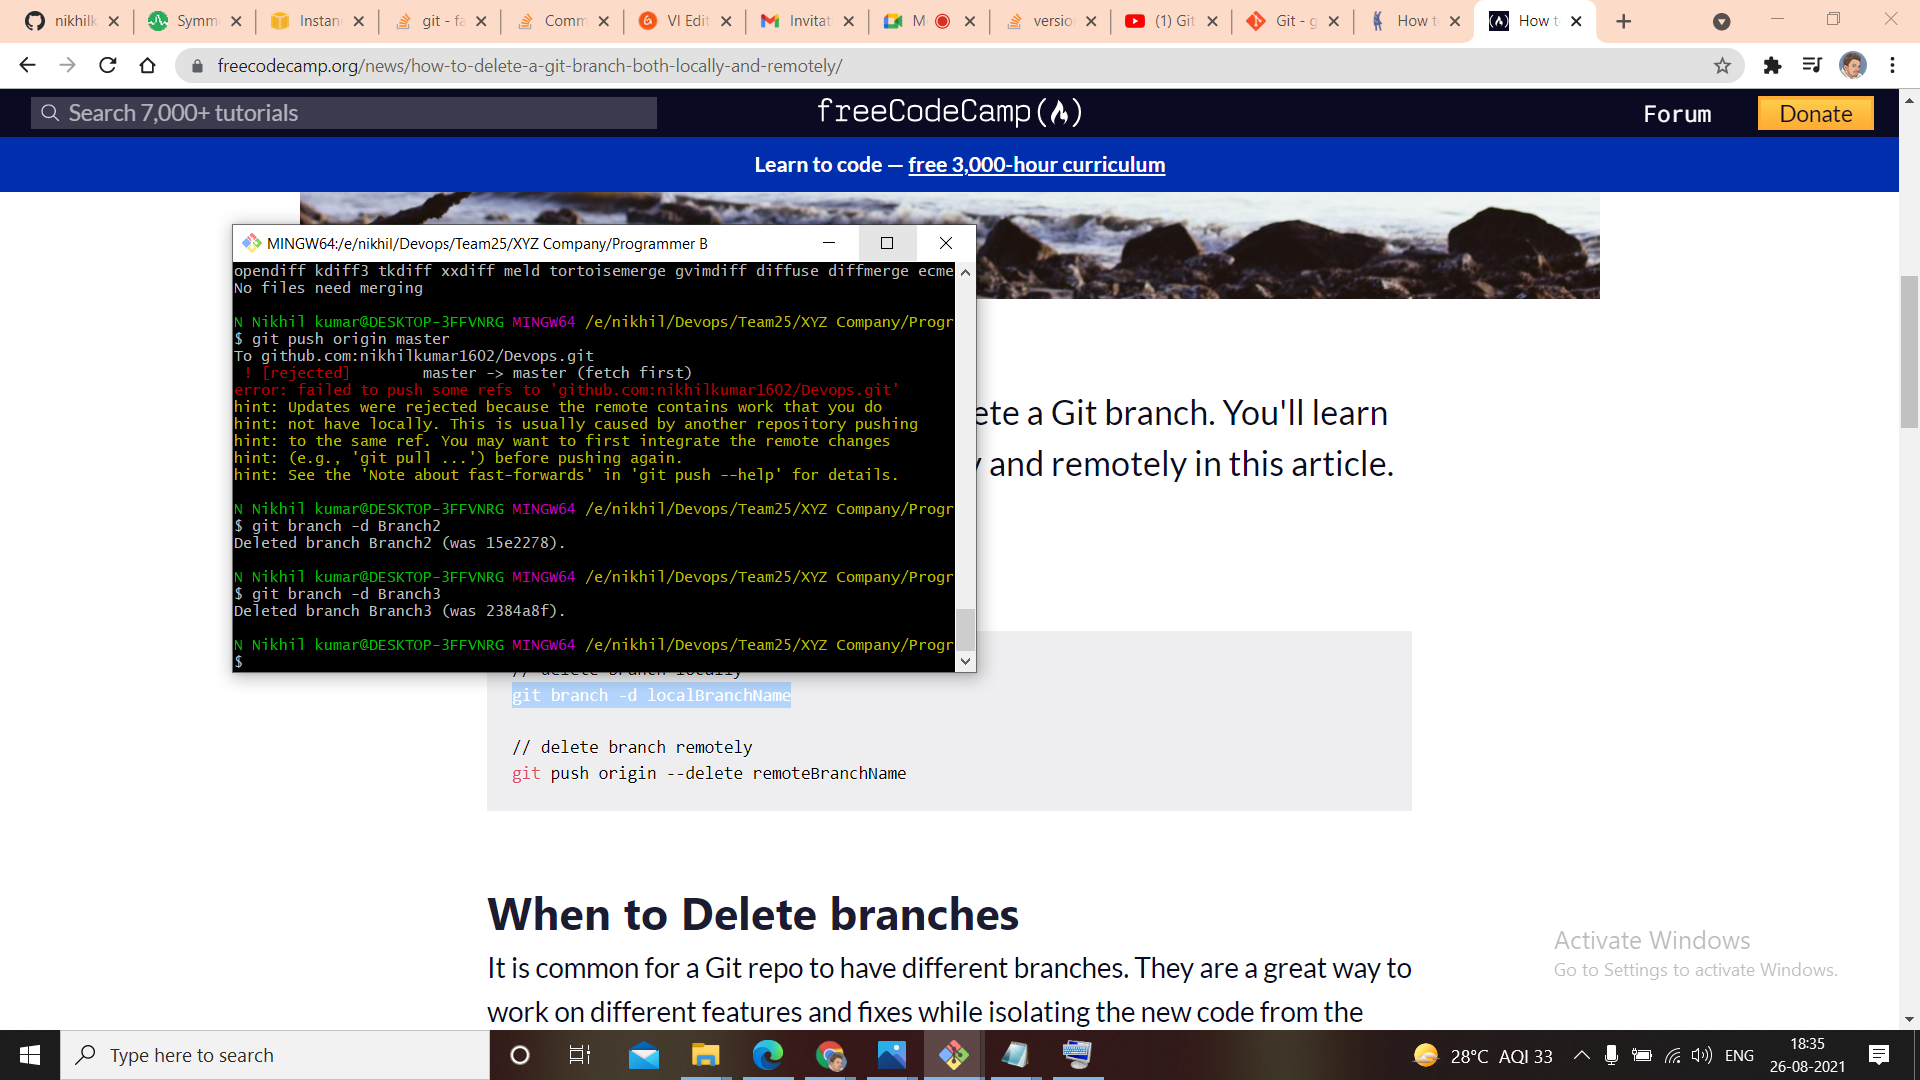 nikhilk
Symm
Instan
git - fa
Comm
VI Edit
Invitat
M
versio
(1) Git
Git - g
How t
How t
freecodecamp.org/news/how-to-delete-a-git-branch-both-locally-and-remotely/
Search 7,000+ tutorials
freeCodeCamp
Forum
Donate
Learn to code — free 3,000-hour curriculum
MINGW64:/e/nikhil/Devops/Team25/XYZ Company/Programmer B
opendiff kdiff3 tkdiff xxdiff meld tortoisemerge gvimdiff diffuse diffmerge ecme
No files need merging
N Nikhil kumar@DESKTOP-3FFVNRG MINGW64 /e/nikhil/Devops/Team25/XYZ Company/Progr
$ git push origin master
To github.com:nikhilkumar1602/Devops.git
! [rejected]        master -> master (fetch first)
error: failed to push some refs to 'github.com:nikhilkumar1602/Devops.git'
hint: Updates were rejected because the remote contains work that you do
hint: not have locally. This is usually caused by another repository pushing
hint: to the same ref. You may want to first integrate the remote changes
hint: (e.g., 'git pull ...') before pushing again.
hint: See the 'Note about fast-forwards' in 'git push --help' for details.
N Nikhil kumar@DESKTOP-3FFVNRG MINGW64 /e/nikhil/Devops/Team25/XYZ Company/Progr
$ git branch -d Branch2
Deleted branch Branch2 (was 15e2278).
N Nikhil kumar@DESKTOP-3FFVNRG MINGW64 /e/nikhil/Devops/Team25/XYZ Company/Progr
$ git branch -d Branch3
Deleted branch Branch3 (was 2384a8f).
N Nikhil kumar@DESKTOP-3FFVNRG MINGW64 /e/nikhil/Devops/Team25/XYZ Company/Progr
$
ete a Git branch. You'll learn
y and remotely in this article.
// delete branch locally
git branch -d localBranchName
// delete branch remotely
git push origin --delete remoteBranchName
When to Delete branches
It is common for a Git repo to have different branches. They are a great way to
work on different features and fixes while isolating the new code from the
Activate Windows
Go to Settings to activate Windows.
Type here to search
28°C AQI 33
ENG
18:35
26-08-2021